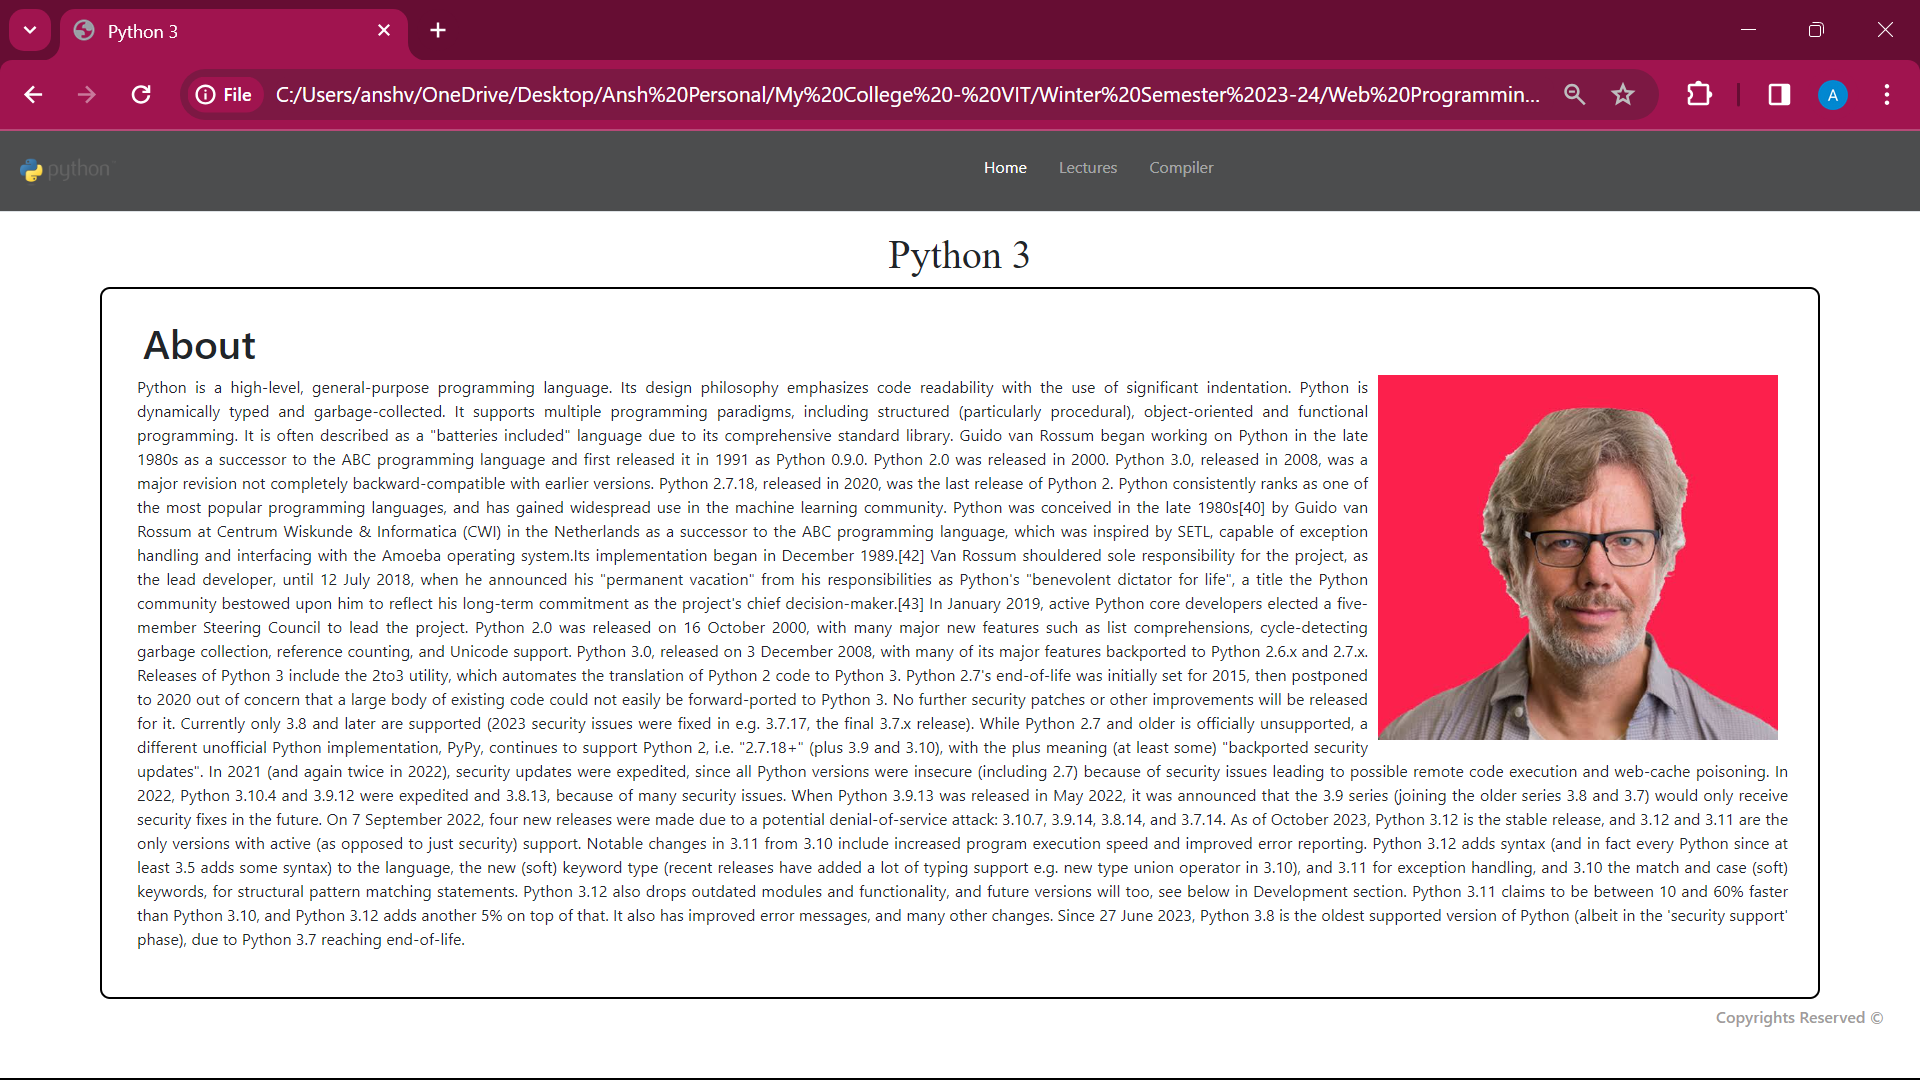 Python 3
File
C:/Users/anshv/OneDrive/Desktop/Ansh%20Personal/My%20College%20-%20VIT/Winter%20Semester%2023-24/Web%20Programmin...
A
python
Home Lectures Compiler
Python 3
About
Python is a high-level, general-purpose programming language. Its design philosophy emphasizes code readability with the use of significant indentation. Python is
dynamically typed and garbage-collected. It supports multiple programming paradigms, including structured (particularly procedural), object-oriented and functional
programming. It is often described as a "batteries included" language due to its comprehensive standard library. Guido van Rossum began working on Python in the late
1980s as a successor to the ABC programming language and first released it in 1991 as Python 0.9.0. Python 2.0 was released in 2000. Python 3.0, released in 2008, was a
major revision not completely backward-compatible with earlier versions. Python 2.7.18, released in 2020, was the last release of Python 2. Python consistently ranks as one of
the most popular programming languages, and has gained widespread use in the machine learning community. Python was conceived in the late 1980s[40] by Guido van
Rossum at Centrum Wiskunde & Informatica (CWI) in the Netherlands as a successor to the ABC programming language, which was inspired by SETL, capable of exception
handling and interfacing with the Amoeba operating system.Its implementation began in December 1989.[42] Van Rossum shouldered sole responsibility for the project, as
the lead developer, until 12 July 2018, when he announced his "permanent vacation" from his responsibilities as Python's "benevolent dictator for life", a title the Python
community bestowed upon him to reflect his long-term commitment as the project's chief decision-maker.[43] In January 2019, active Python core developers elected a five-
member Steering Council to lead the project. Python 2.0 was released on 16 October 2000, with many major new features such as list comprehensions, cycle-detecting
garbage collection, reference counting, and Unicode support. Python 3.0, released on 3 December 2008, with many of its major features backported to Python 2.6.x and 2.7.x.
Releases of Python 3 include the 2to3 utility, which automates the translation of Python 2 code to Python 3. Python 2.7's end-of-life was initially set for 2015, then postponed
to 2020 out of concern that a large body of existing code could not easily be forward-ported to Python 3. No further security patches or other improvements will be released
for it. Currently only 3.8 and later are supported (2023 security issues were fixed in e.g. 3.7.17, the final 3.7.x release). While Python 2.7 and older is officially unsupported, a
different unofficial Python implementation, PyPy, continues to support Python 2, i.e. "2.7.18+" (plus 3.9 and 3.10), with the plus meaning (at least some) "backported security
updates". In 2021 (and again twice in 2022), security updates were expedited, since all Python versions were insecure (including 2.7) because of security issues leading to possible remote code execution and web-cache poisoning. In
2022, Python 3.10.4 and 3.9.12 were expedited and 3.8.13, because of many security issues. When Python 3.9.13 was released in May 2022, it was announced that the 3.9 series (joining the older series 3.8 and 3.7) would only receive
security fixes in the future. On 7 September 2022, four new releases were made due to a potential denial-of-service attack: 3.10.7, 3.9.14, 3.8.14, and 3.7.14. As of October 2023, Python 3.12 is the stable release, and 3.12 and 3.11 are the
only versions with active (as opposed to just security) support. Notable changes in 3.11 from 3.10 include increased program execution speed and improved error reporting. Python 3.12 adds syntax (and in fact every Python since at
least 3.5 adds some syntax) to the language, the new (soft) keyword type (recent releases have added a lot of typing support e.g. new type union operator in 3.10), and 3.11 for exception handling, and 3.10 the match and case (soft)
keywords, for structural pattern matching statements. Python 3.12 also drops outdated modules and functionality, and future versions will too, see below in Development section. Python 3.11 claims to be between 10 and 60% faster
than Python 3.10, and Python 3.12 adds another 5% on top of that. It also has improved error messages, and many other changes. Since 27 June 2023, Python 3.8 is the oldest supported version of Python (albeit in the 'security support'
phase), due to Python 3.7 reaching end-of-life.
Copyrights Reserved ©